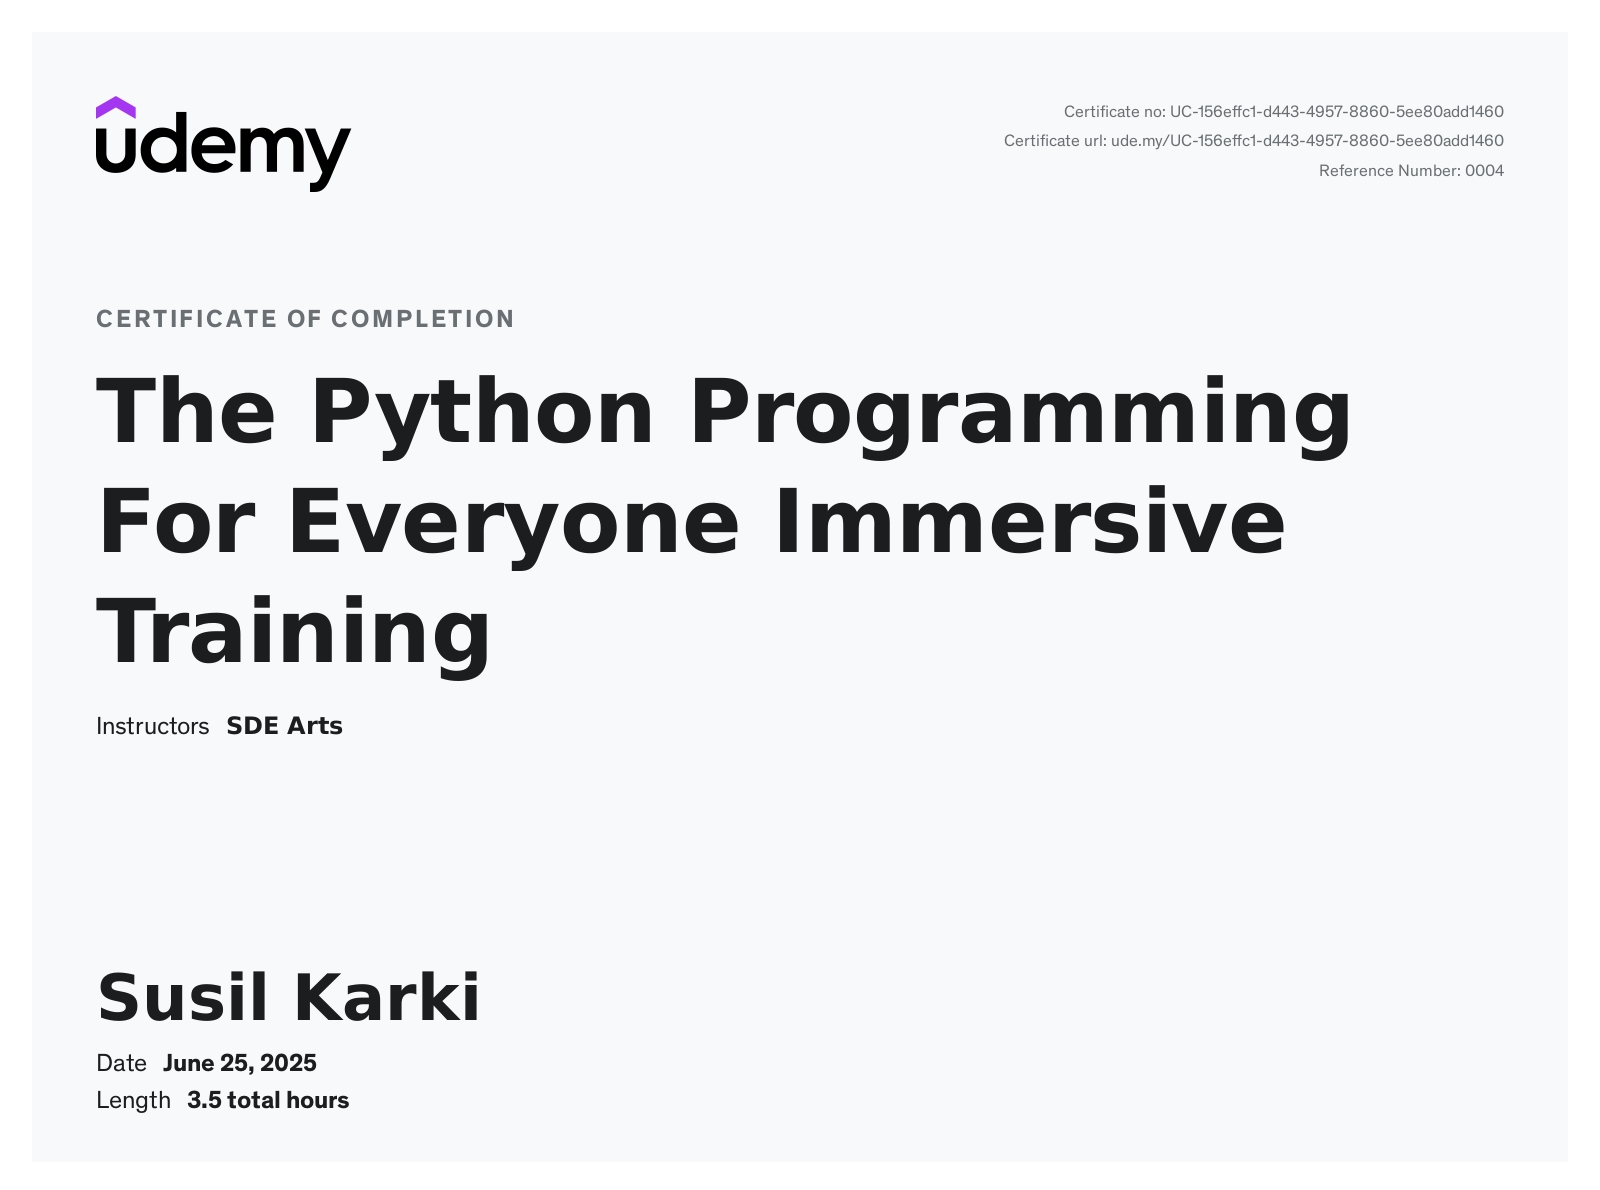 udemy
Certificate no: UC-156effc1-d443-4957-8860-5ee80add1460
Certificate url: ude.my/UC-156effc1-d443-4957-8860-5ee80add1460
Reference Number: 0004
CERTIFICATE OF COMPLETION
The Python Programming
For Everyone Immersive
Training
Instructors SDE Arts
Susil Karki
Date June 25, 2025
Length 3.5 total hours